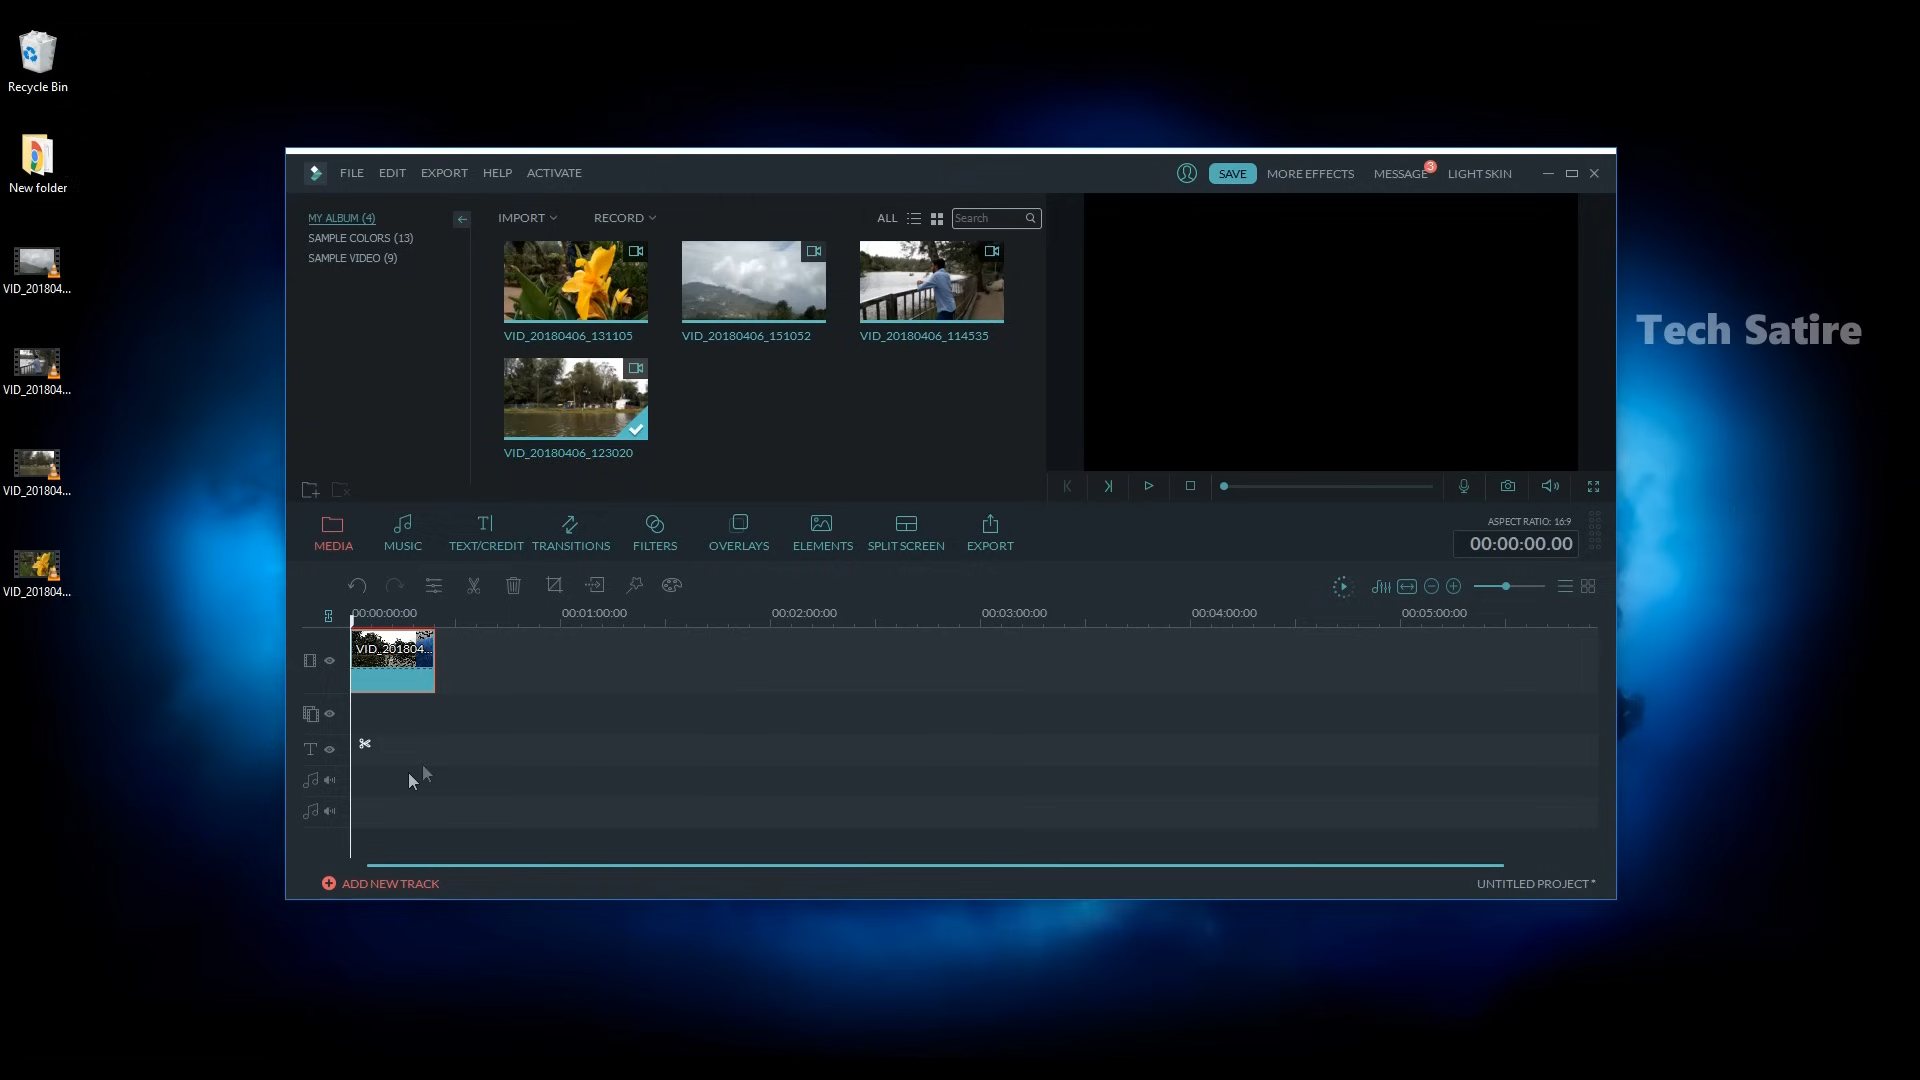 Recycle Bin
New folder
VID_201804...
VID_201804...
VID_201804...
VID_201804...
FILE EDIT EXPORT HELP ACTIVATE
SAVE MORE EFFECTS MESSAGE 3 LIGHT SKIN
MY ALBUM (4)
SAMPLE COLORS (13)
SAMPLE VIDEO (9)
IMPORT RECORD ALL Search
VID_20180406_131105 VID_20180406_151052 VID_20180406_114535
VID_20180406_123020
Tech Satire
MEDIA MUSIC TEXT/CREDIT TRANSITIONS FILTERS OVERLAYS ELEMENTS SPLIT SCREEN EXPORT
ASPECT RATIO: 16:9
00:00:00.00
00:00:00:00 00:01:00:00 00:02:00:00 00:03:00:00 00:04:00:00 00:05:00:00
VID_201804...
ADD NEW TRACK
UNTITLED PROJECT *